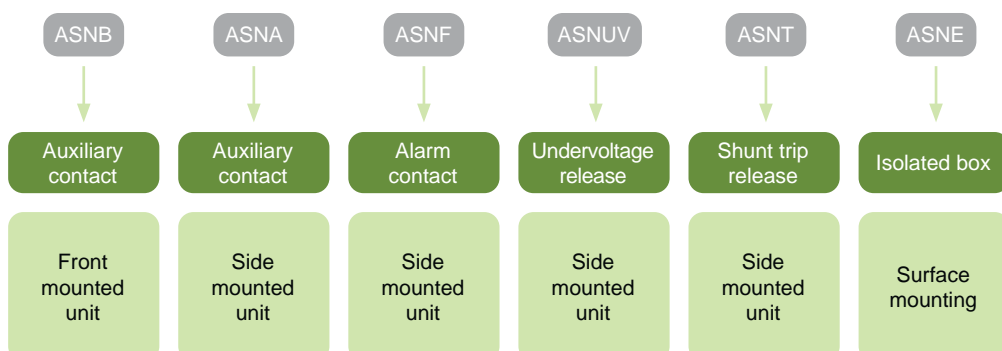 ASNB
ASNA
ASNF
ASNUV
ASNT
ASNE
Auxiliary
contact
Auxiliary
contact
Alarm
contact
Undervoltage
release
Shunt trip
release
Isolated box
Front
mounted
unit
Side
mounted
unit
Side
mounted
unit
Side
mounted
unit
Side
mounted
unit
Surface
mounting